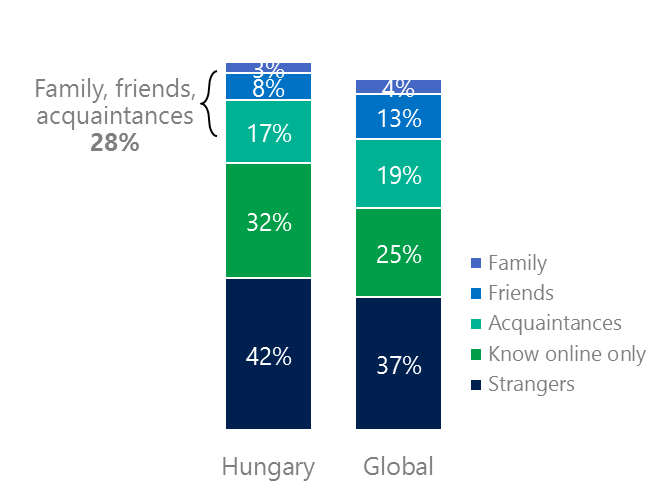 Family, friends,
acquaintances
28%
3%
8%
17%
32%
42%
4%
13%
19%
25%
37%
Family
Friends
Acquaintances
Know online only
Strangers
Hungary
Global